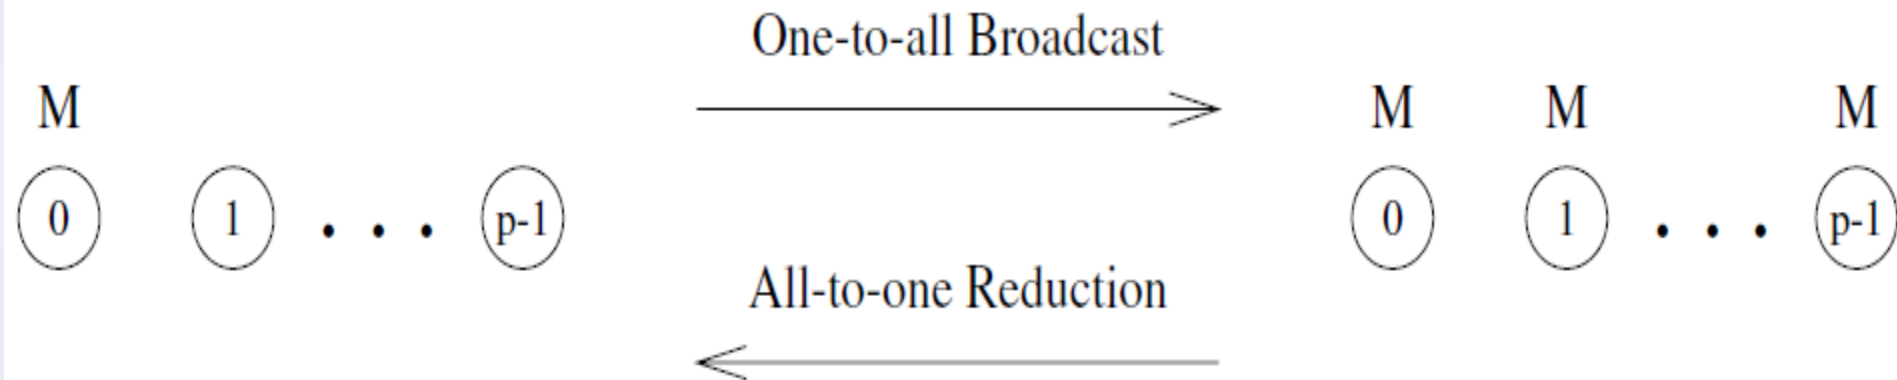 One-to-all Broadcast
M M M M
0 1 . . . p-1 0 1 . . . p-1
All-to-one Reduction